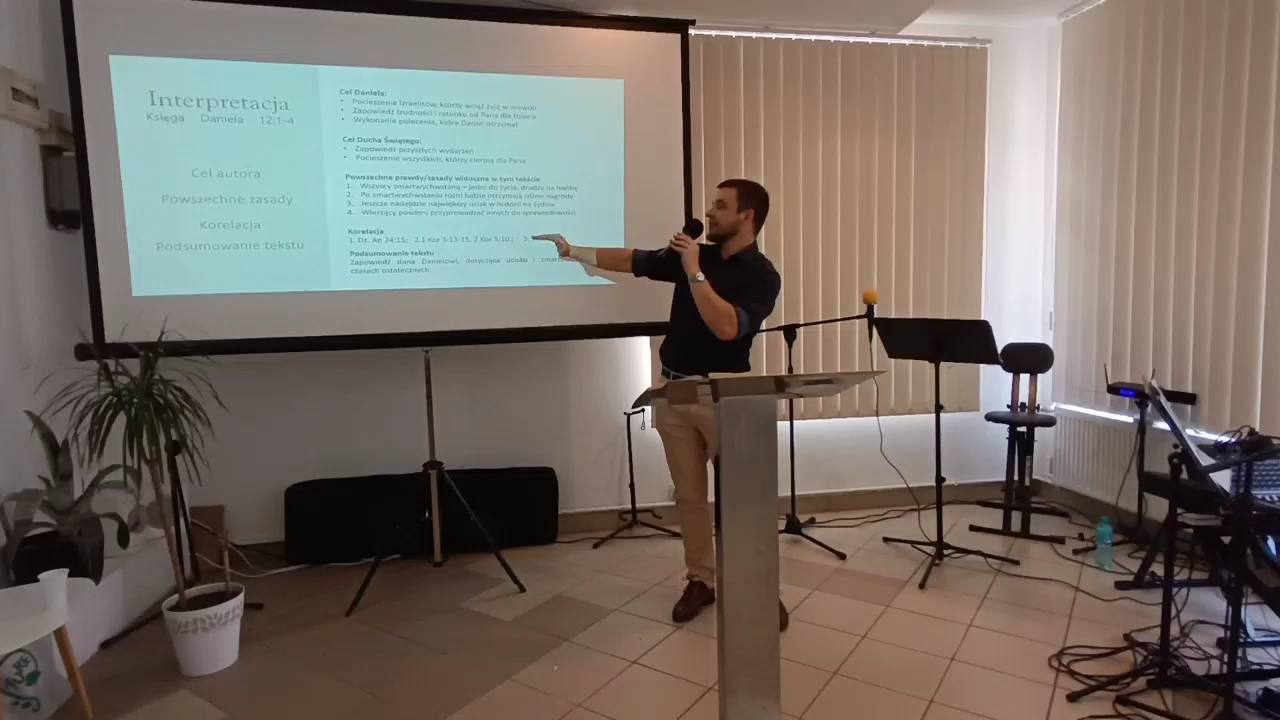 Interpretacja
Księga Daniela 12:1-4
Cel autora
Powszechne zasady
Korelacja
Podsumowanie tekstu
Cel Daniela:
• Pocieszenie Izraelitów, którzy wciąż żyją w niewoli
• Zapowiedź trudności i ratunku od Pana dla Izraela
• Wykonanie polecenia, które Daniel otrzymał
Cel Ducha Świętego:
• Zapowiedź przyszłych wydarzeń
• Pocieszenie wszystkich, którzy cierpią dla Pana
Powszechne prawdy/zasady widoczne w tym tekście
1. Wszyscy zmartwychwstaną – jedni do życia, drudzy na hańbę
2. Po zmartwychwstaniu różni ludzie otrzymają różne nagrody
3. Jeszcze nadejdzie największy ucisk w historii na Żydów
4. Wierzący powinni przyprowadzać innych do sprawiedliwości
Korelacja
1. Dz. Ap 24:15; 2.1 Kor 3:13-15, 2 Kor 5:10; 3.
Podsumowanie tekstu
Zapowiedź dana Danielowi, dotycząca ucisku i
czasach ostatecznych